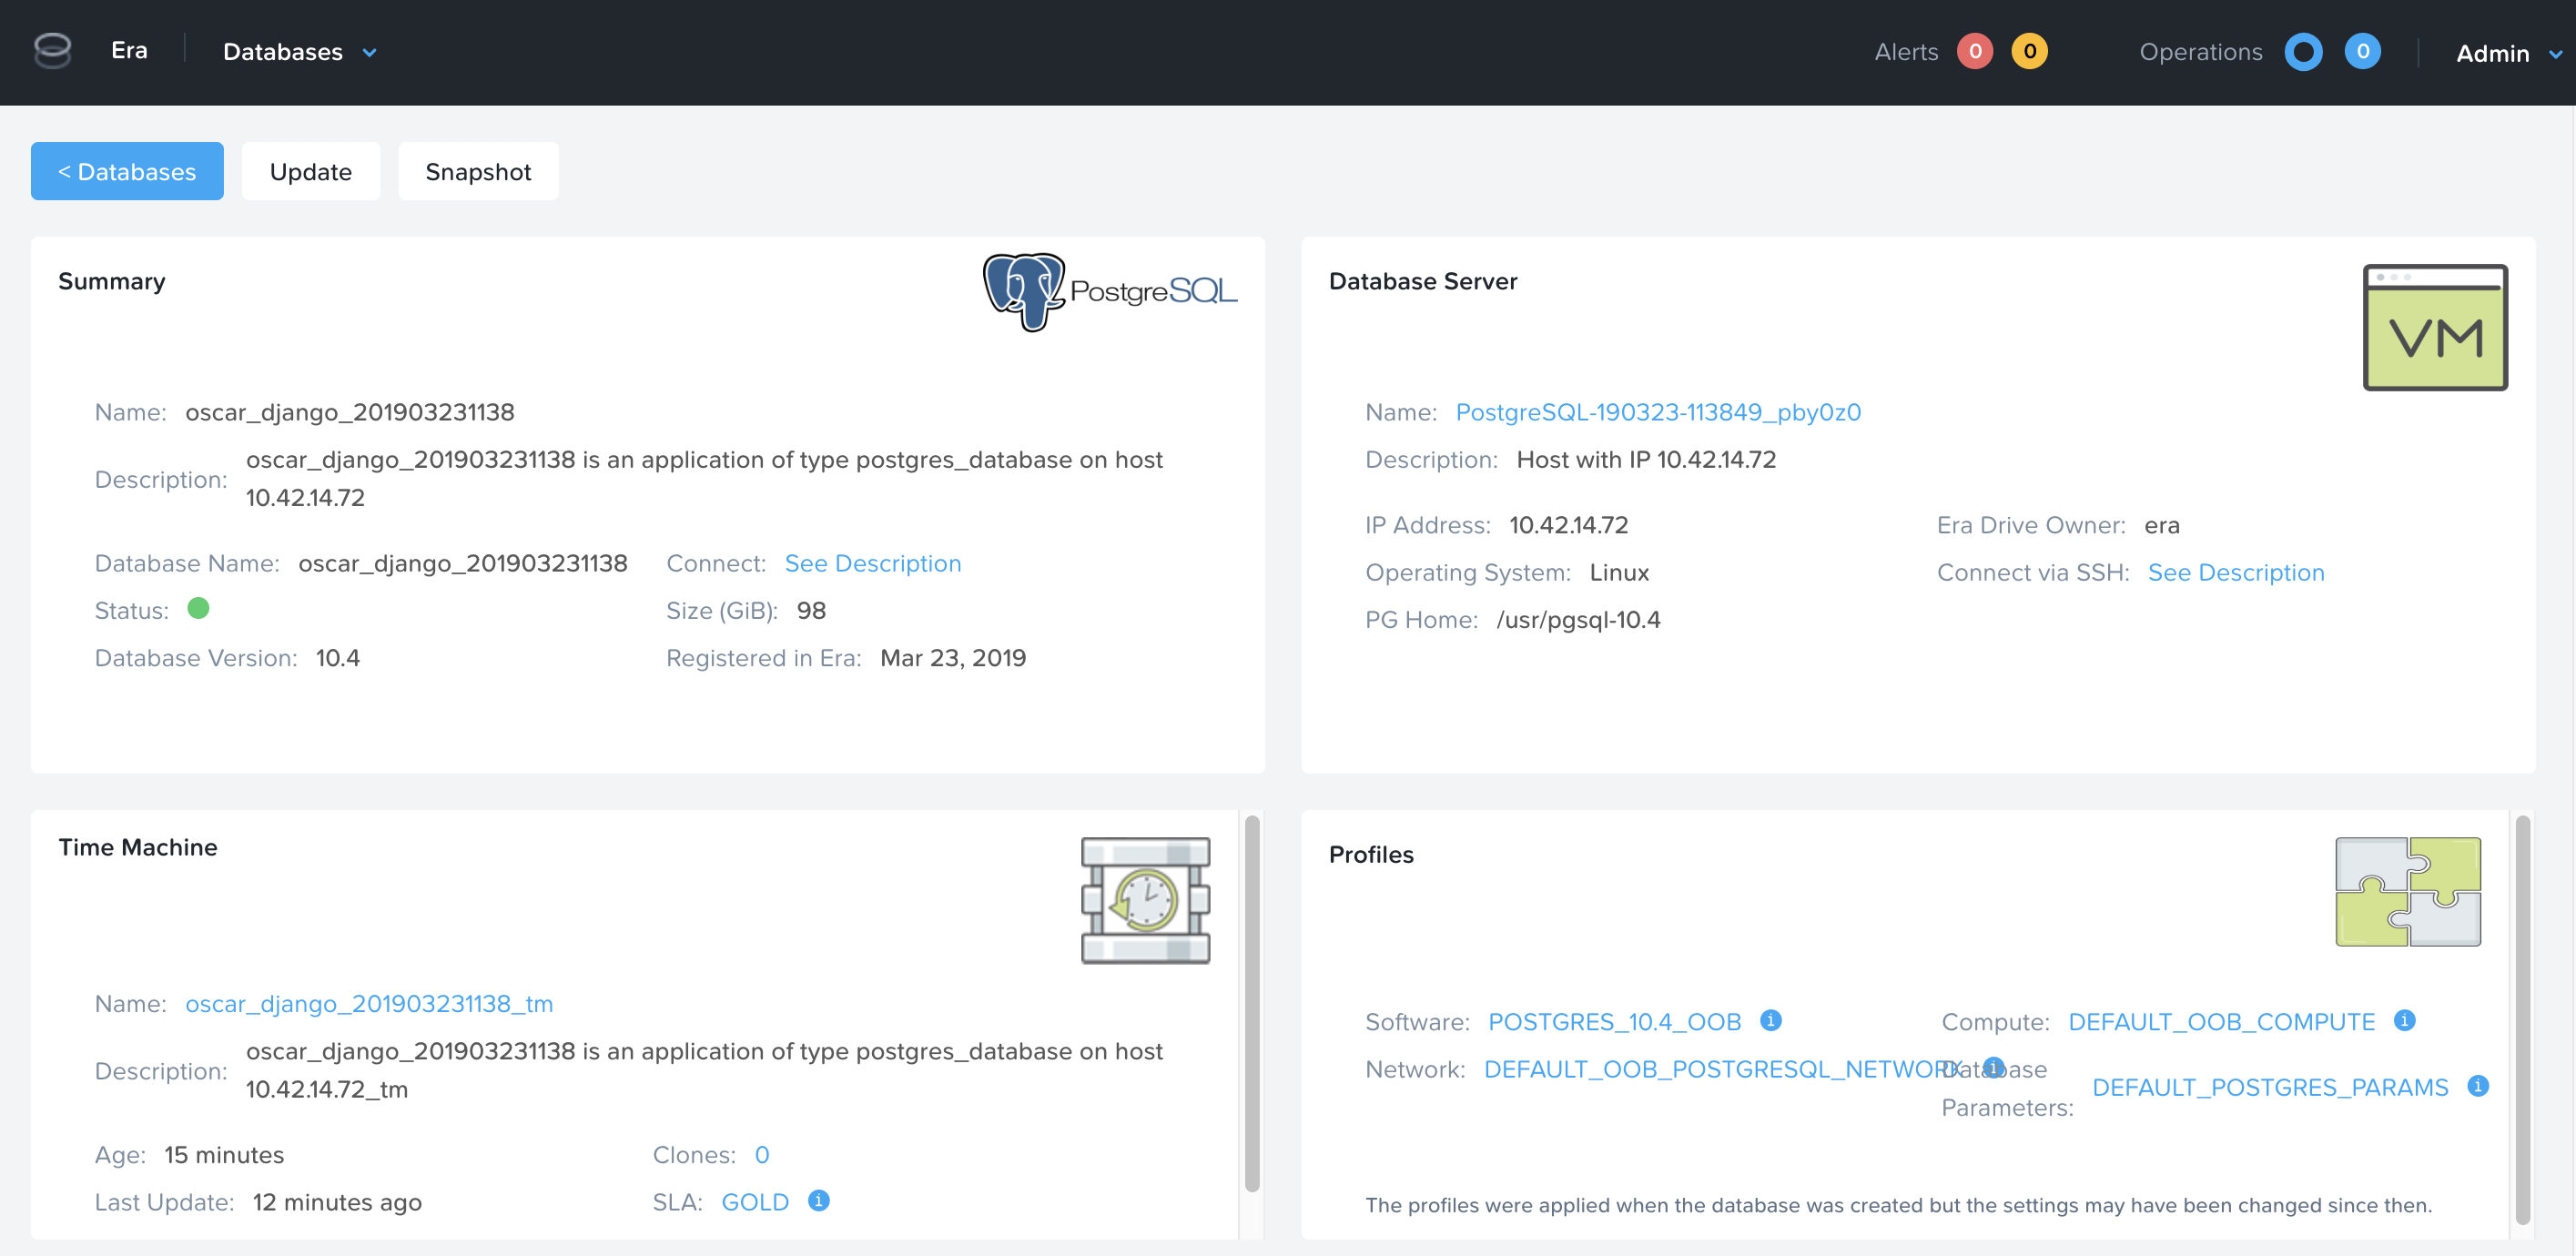 Era
Databases
Alerts 0 0
Operations 0
Admin
< Databases
Update
Snapshot
Summary
PostgreSQL
Name: oscar_django_201903231138
Description: oscar_django_201903231138 is an application of type postgres_database on host
10.42.14.72
Database Name: oscar_django_201903231138
Connect: See Description
Status:
Size (GiB): 98
Database Version: 10.4
Registered in Era: Mar 23, 2019
Database Server
VM
Name: PostgreSQL-190323-113849_pby0z0
Description: Host with IP 10.42.14.72
IP Address: 10.42.14.72
Era Drive Owner: era
Operating System: Linux
Connect via SSH: See Description
PG Home: /usr/pgsql-10.4
Time Machine
Name: oscar_django_201903231138_tm
Description: oscar_django_201903231138 is an application of type postgres_database on host
10.42.14.72_tm
Age: 15 minutes
Clones: 0
Last Update: 12 minutes ago
SLA: GOLD
Profiles
Software: POSTGRES_10.4_OOB
Compute: DEFAULT_OOB_COMPUTE
Network: DEFAULT_OOB_POSTGRESQL_NETWORK
Database
Parameters: DEFAULT_POSTGRES_PARAMS
The profiles were applied when the database was created but the settings may have been changed since then.